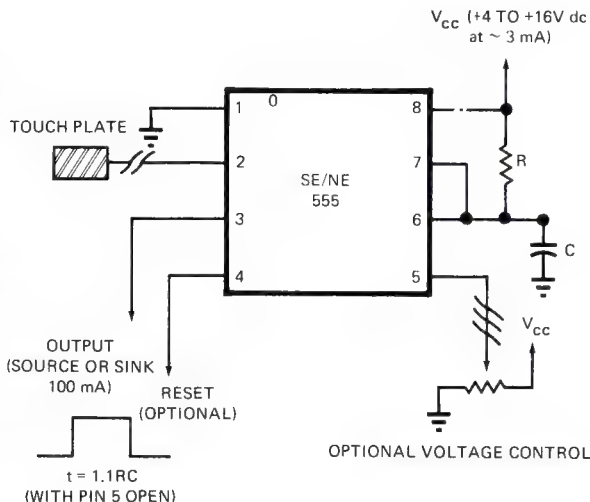 V_CC (+4 TO +16V dc
at ~ 3 mA)
1
0
8
TOUCH PLATE
2
7
R
SE/NE
555
3
6
4
5
C
V_CC
OUTPUT
(SOURCE OR SINK
100 mA)
RESET
(OPTIONAL)
OPTIONAL VOLTAGE CONTROL
t = 1.1RC
(WITH PIN 5 OPEN)